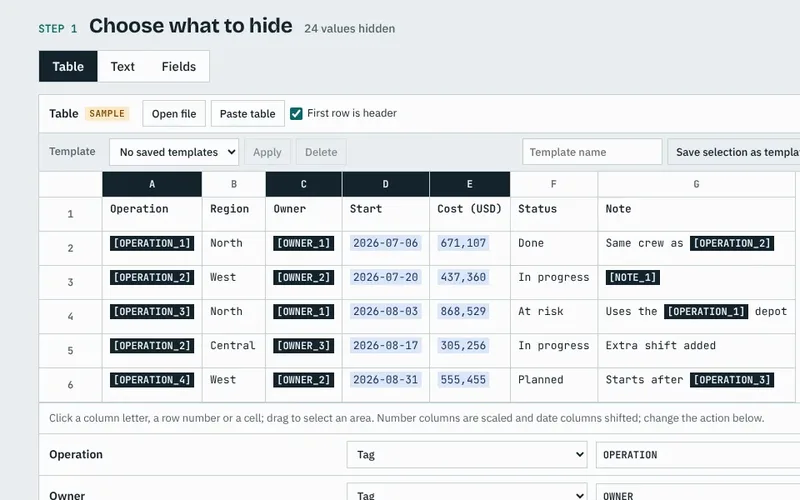 STEP 1 Choose what to hide 24 values hidden
Table Text Fields
Table SAMPLE Open file Paste table First row is header
Template No saved templates Apply Delete Template name Save selection as
A B C D E F G
1 Operation Region Owner Start Cost (USD) Status Note
2 [OPERATION_1] North [OWNER_1] 2026-07-06 671,107 Done Same crew as [OPERATION_2]
3 [OPERATION_2] West [OWNER_2] 2026-07-20 437,360 In progress [NOTE_1]
4 [OPERATION_3] North [OWNER_1] 2026-08-03 868,529 At risk Uses the [OPERATION_1] depot
5 [OPERATION_2] Central [OWNER_3] 2026-08-17 305,256 In progress Extra shift added
6 [OPERATION_4] West [OWNER_2] 2026-08-31 555,455 Planned Starts after [OPERATION_3]
Click a column letter, a row number or a cell; drag to select an area. Number columns are scaled and date columns shifted; change the action below.
Operation Tag OPERATION
Owner Tag OWNER